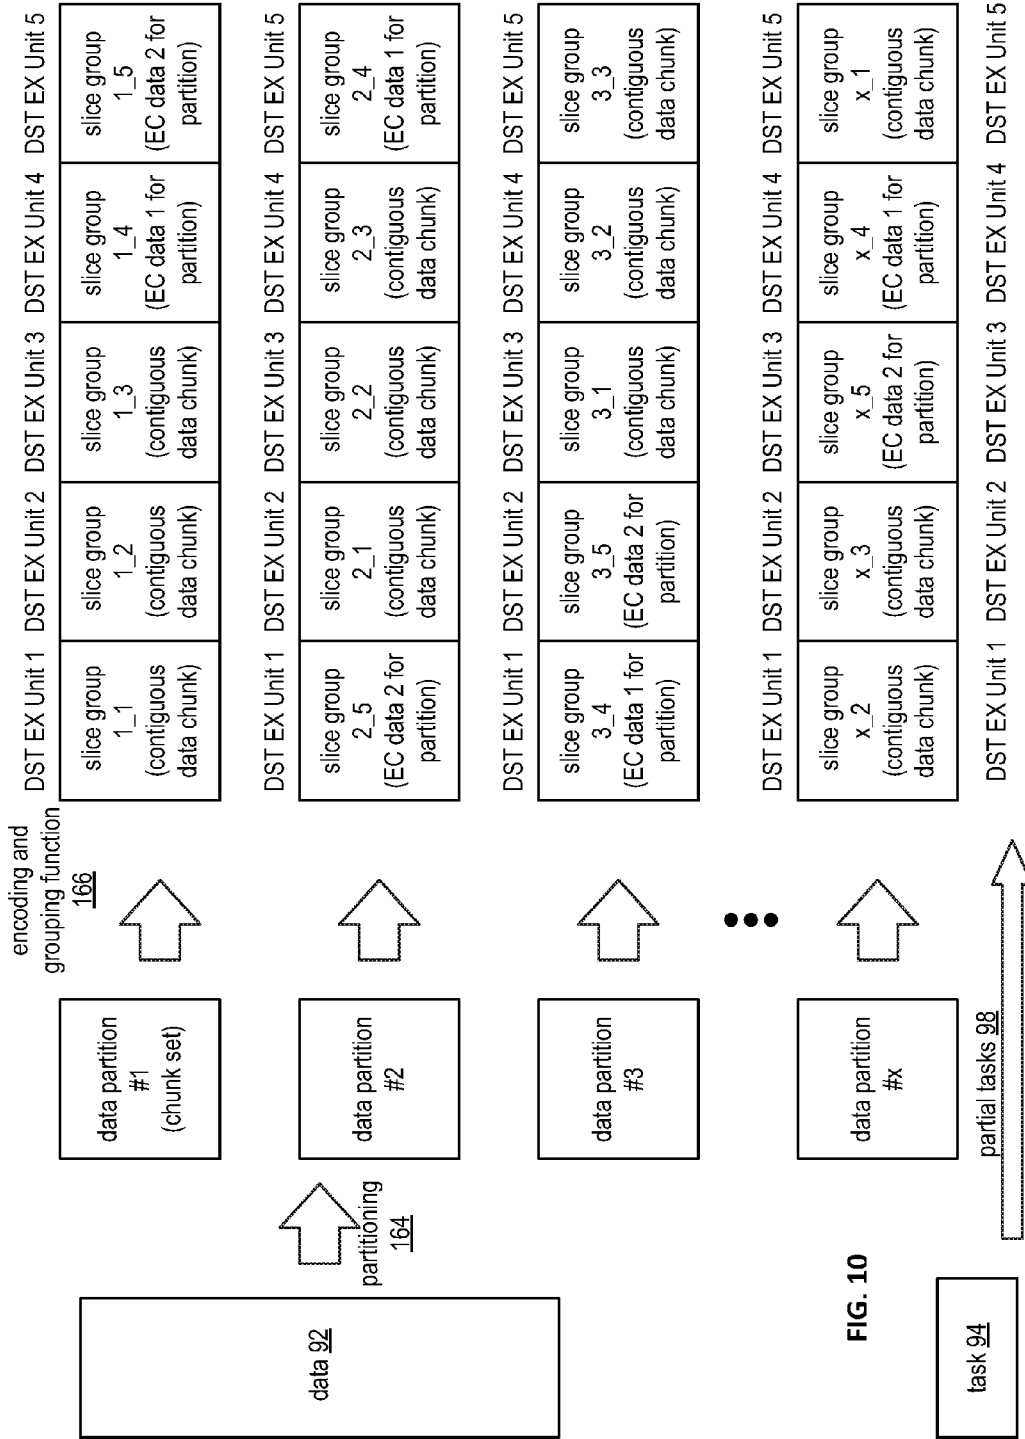 data 92
task 94
partitioning
164
FIG. 10
data partition
#1
(chunk set)
data partition
#2
data partition
#3
data partition
#x
partial tasks 98
encoding and
grouping function
166
DST EX Unit 1
DST EX Unit 2
DST EX Unit 3
DST EX Unit 4
DST EX Unit 5
slice group
1_1
(contiguous
data chunk)
slice group
1_2
(contiguous
data chunk)
slice group
1_3
(contiguous
data chunk)
slice group
1_4
(EC data 1 for
partition)
slice group
1_5
(EC data 2 for
partition)
DST EX Unit 1
DST EX Unit 2
DST EX Unit 3
DST EX Unit 4
DST EX Unit 5
slice group
2_5
(EC data 2 for
partition)
slice group
2_1
(contiguous
data chunk)
slice group
2_2
(contiguous
data chunk)
slice group
2_3
(contiguous
data chunk)
slice group
2_4
(EC data 1 for
partition)
DST EX Unit 1
DST EX Unit 2
DST EX Unit 3
DST EX Unit 4
DST EX Unit 5
slice group
3_4
(EC data 1 for
partition)
slice group
3_5
(EC data 2 for
partition)
slice group
3_1
(contiguous
data chunk)
slice group
3_2
(contiguous
data chunk)
slice group
3_3
(contiguous
data chunk)
DST EX Unit 1
DST EX Unit 2
DST EX Unit 3
DST EX Unit 4
DST EX Unit 5
slice group
x_2
(contiguous
data chunk)
slice group
x_3
(contiguous
data chunk)
slice group
x_5
(EC data 2 for
partition)
slice group
x_4
(EC data 1 for
partition)
slice group
x_1
(contiguous
data chunk)
DST EX Unit 1
DST EX Unit 2
DST EX Unit 3
DST EX Unit 4
DST EX Unit 5